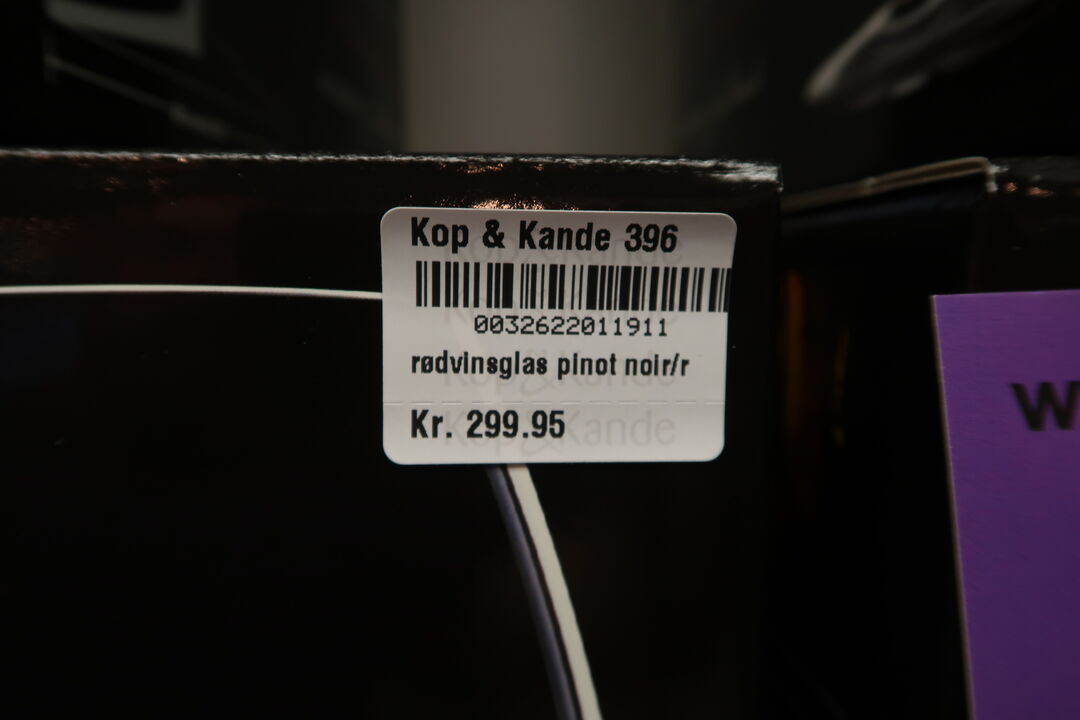 Kop & Kande 396
0032622011911
rødvinsglas pinot noir/r
Kr. 299.95
W